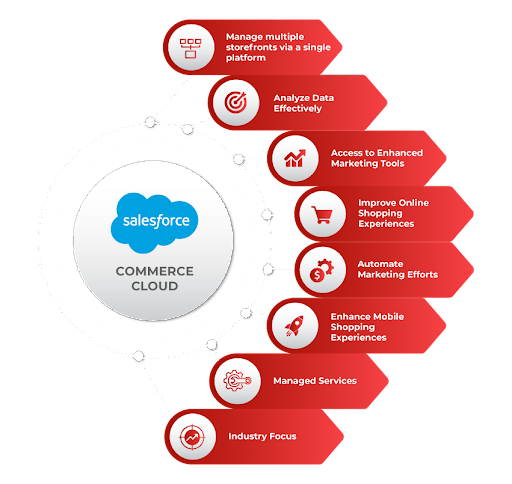 Manage multiple
storefronts via a single
platform
Analyze Data
Effectively
Access to Enhanced
Marketing Tools
Improve Online
Shopping
Experiences
salesforce
COMMERCE
CLOUD
Automate
Marketing Efforts
$
Enhance Mobile
Shopping
Experiences
Managed Services
Industry Focus